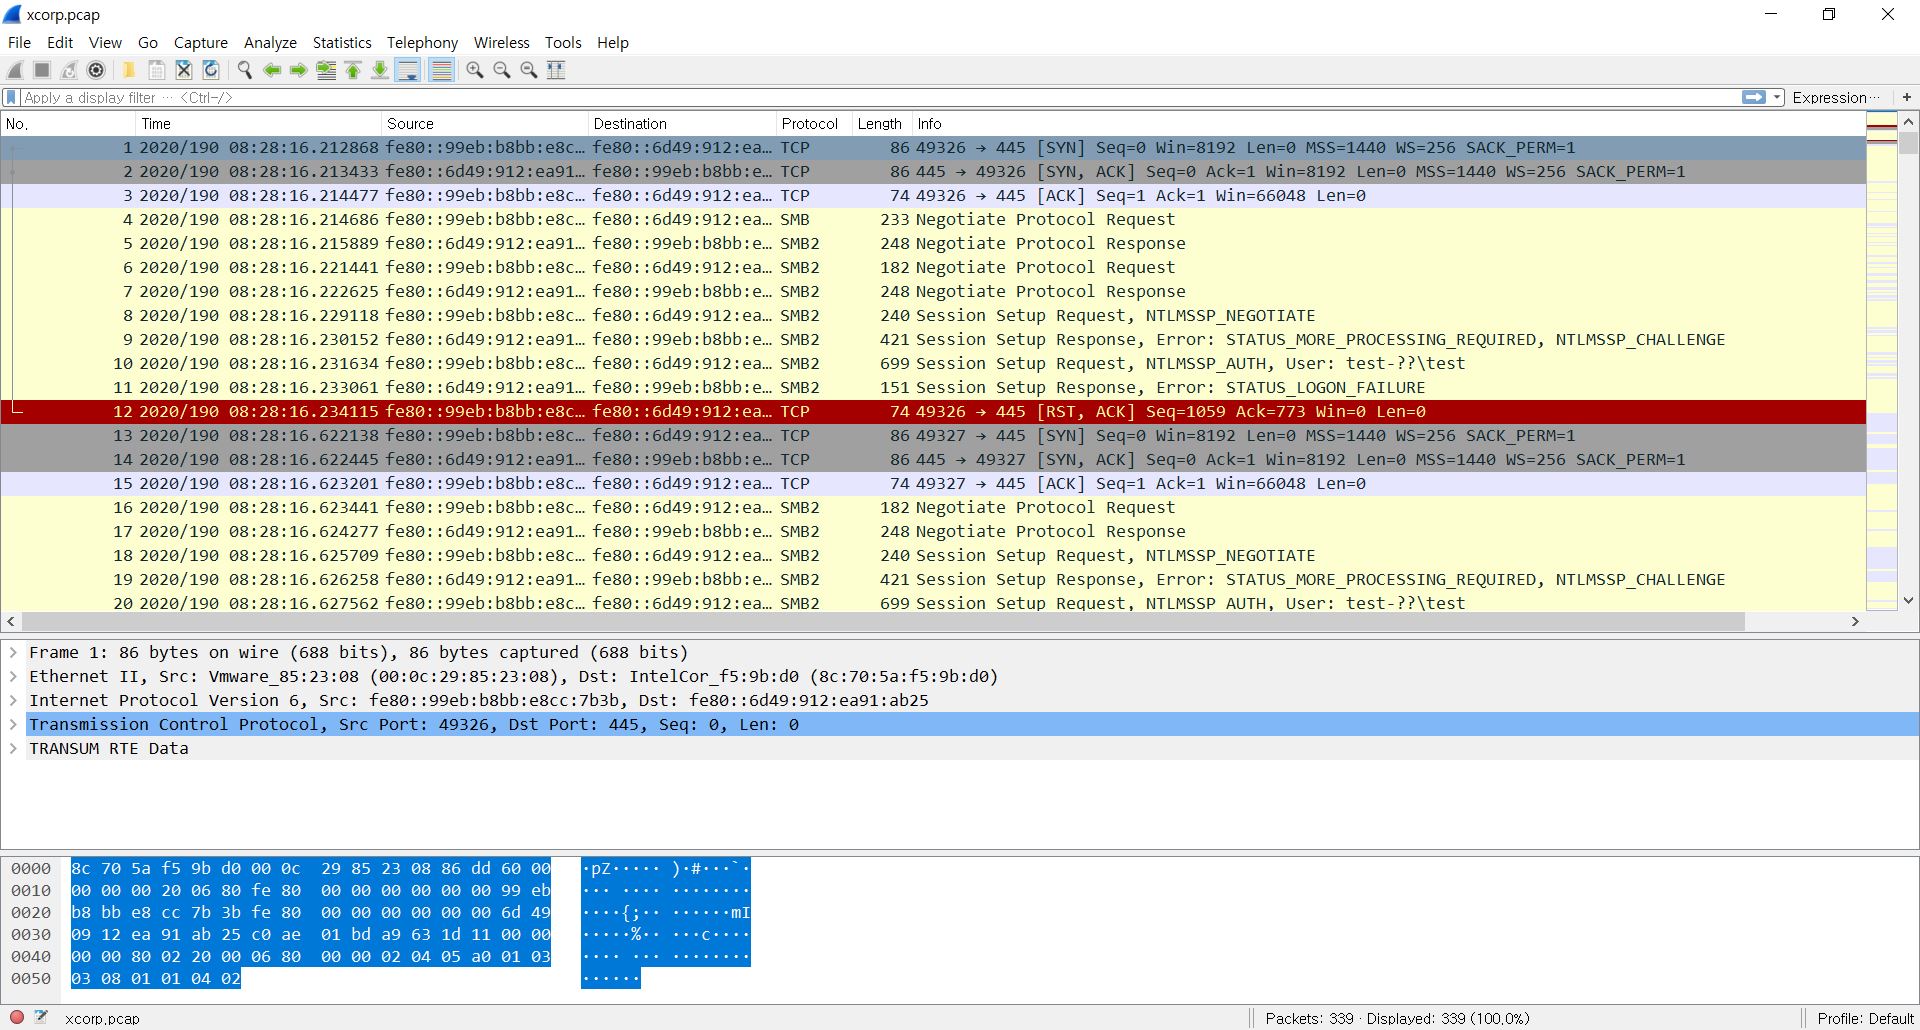 xcorp.pcap
File Edit View Go Capture Analyze Statistics Telephony Wireless Tools Help
Apply a display filter ⋯ <Ctrl-/> Expression⋯ +
No. Time Source Destination Protocol Length Info
1 2020/190 08:28:16.212868 fe80::99eb:b8bb:e8c… fe80::6d49:912:ea… TCP 86 49326 → 445 [SYN] Seq=0 Win=8192 Len=0 MSS=1440 WS=256 SACK_PERM=1
2 2020/190 08:28:16.213433 fe80::6d49:912:ea91… fe80::99eb:b8bb:e… TCP 86 445 → 49326 [SYN, ACK] Seq=0 Ack=1 Win=8192 Len=0 MSS=1440 WS=256 SACK_PERM=1
3 2020/190 08:28:16.214477 fe80::99eb:b8bb:e8c… fe80::6d49:912:ea… TCP 74 49326 → 445 [ACK] Seq=1 Ack=1 Win=66048 Len=0
4 2020/190 08:28:16.214686 fe80::99eb:b8bb:e8c… fe80::6d49:912:ea… SMB 233 Negotiate Protocol Request
5 2020/190 08:28:16.215889 fe80::6d49:912:ea91… fe80::99eb:b8bb:e… SMB2 248 Negotiate Protocol Response
6 2020/190 08:28:16.221441 fe80::99eb:b8bb:e8c… fe80::6d49:912:ea… SMB2 182 Negotiate Protocol Request
7 2020/190 08:28:16.222625 fe80::6d49:912:ea91… fe80::99eb:b8bb:e… SMB2 248 Negotiate Protocol Response
8 2020/190 08:28:16.229118 fe80::99eb:b8bb:e8c… fe80::6d49:912:ea… SMB2 240 Session Setup Request, NTLMSSP_NEGOTIATE
9 2020/190 08:28:16.230152 fe80::6d49:912:ea91… fe80::99eb:b8bb:e… SMB2 421 Session Setup Response, Error: STATUS_MORE_PROCESSING_REQUIRED, NTLMSSP_CHALLENGE
10 2020/190 08:28:16.231634 fe80::99eb:b8bb:e8c… fe80::6d49:912:ea… SMB2 699 Session Setup Request, NTLMSSP_AUTH, User: test-??\test
11 2020/190 08:28:16.233061 fe80::6d49:912:ea91… fe80::99eb:b8bb:e… SMB2 151 Session Setup Response, Error: STATUS_LOGON_FAILURE
12 2020/190 08:28:16.234115 fe80::99eb:b8bb:e8c… fe80::6d49:912:ea… TCP 74 49326 → 445 [RST, ACK] Seq=1059 Ack=773 Win=0 Len=0
13 2020/190 08:28:16.622138 fe80::99eb:b8bb:e8c… fe80::6d49:912:ea… TCP 86 49327 → 445 [SYN] Seq=0 Win=8192 Len=0 MSS=1440 WS=256 SACK_PERM=1
14 2020/190 08:28:16.622445 fe80::6d49:912:ea91… fe80::99eb:b8bb:e… TCP 86 445 → 49327 [SYN, ACK] Seq=0 Ack=1 Win=8192 Len=0 MSS=1440 WS=256 SACK_PERM=1
15 2020/190 08:28:16.623201 fe80::99eb:b8bb:e8c… fe80::6d49:912:ea… TCP 74 49327 → 445 [ACK] Seq=1 Ack=1 Win=66048 Len=0
16 2020/190 08:28:16.623441 fe80::99eb:b8bb:e8c… fe80::6d49:912:ea… SMB2 182 Negotiate Protocol Request
17 2020/190 08:28:16.624277 fe80::6d49:912:ea91… fe80::99eb:b8bb:e… SMB2 248 Negotiate Protocol Response
18 2020/190 08:28:16.625709 fe80::99eb:b8bb:e8c… fe80::6d49:912:ea… SMB2 240 Session Setup Request, NTLMSSP_NEGOTIATE
19 2020/190 08:28:16.626258 fe80::6d49:912:ea91… fe80::99eb:b8bb:e… SMB2 421 Session Setup Response, Error: STATUS_MORE_PROCESSING_REQUIRED, NTLMSSP_CHALLENGE
20 2020/190 08:28:16.627562 fe80::99eb:b8bb:e8c… fe80::6d49:912:ea… SMB2 699 Session Setup Request, NTLMSSP_AUTH, User: test-??\test
Frame 1: 86 bytes on wire (688 bits), 86 bytes captured (688 bits)
Ethernet II, Src: Vmware_85:23:08 (00:0c:29:85:23:08), Dst: IntelCor_f5:9b:d0 (8c:70:5a:f5:9b:d0)
Internet Protocol Version 6, Src: fe80::99eb:b8bb:e8cc:7b3b, Dst: fe80::6d49:912:ea91:ab25
Transmission Control Protocol, Src Port: 49326, Dst Port: 445, Seq: 0, Len: 0
TRANSUM RTE Data
0000 8c 70 5a f5 9b d0 00 0c 29 85 23 08 86 dd 60 00 ·pZ····· )·#···`·
0010 00 00 00 20 06 80 fe 80 00 00 00 00 00 00 99 eb ··· ···· ········
0020 b8 bb e8 cc 7b 3b fe 80 00 00 00 00 00 00 6d 49 ····{;·· ······mI
0030 09 12 ea 91 ab 25 c0 ae 01 bd a9 63 1d 11 00 00 ·····%·· ···c····
0040 00 00 80 02 20 00 06 80 00 00 02 04 05 a0 01 03 ···· ··· ········
0050 03 08 01 01 04 02 ······
xcorp.pcap Packets: 339 · Displayed: 339 (100.0%) Profile: Default